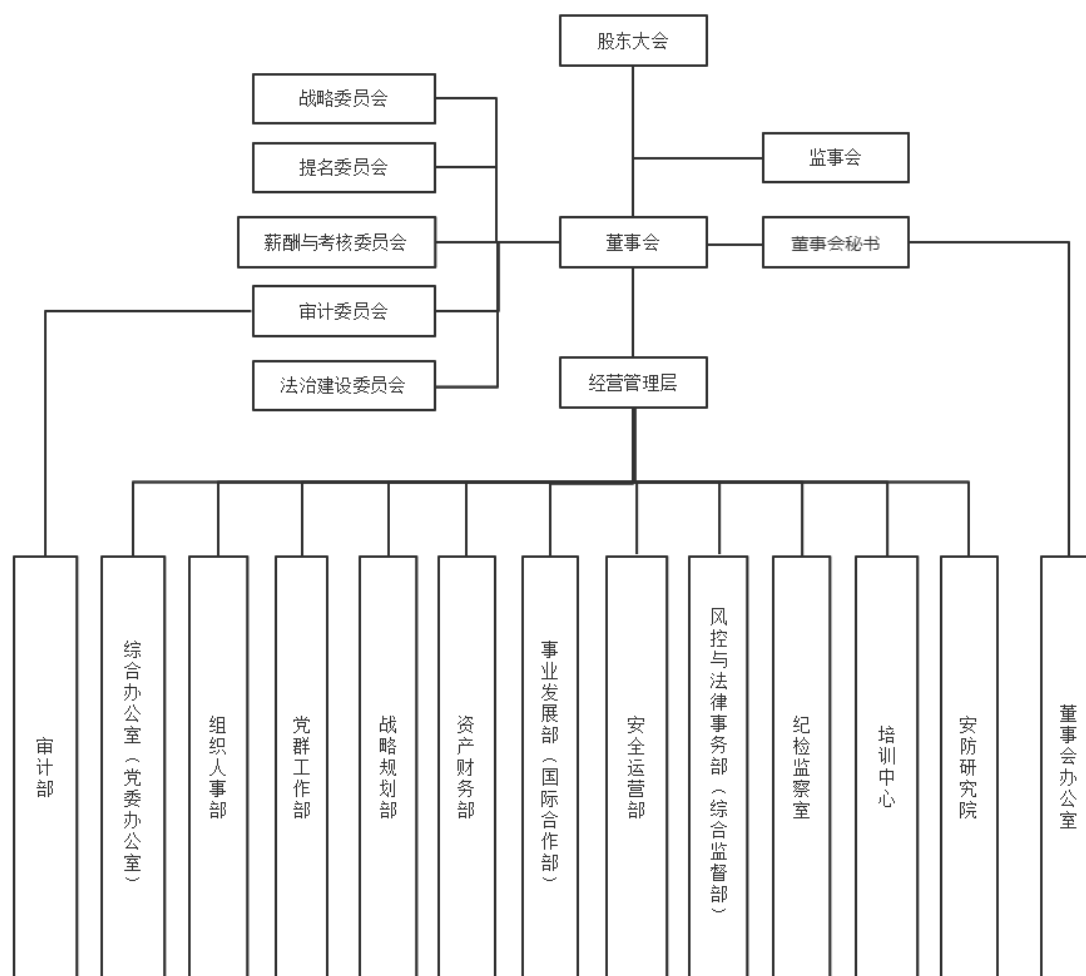 股东大会
战略委员会
监事会
提名委员会
薪酬与考核委员会
董事会
董事会秘书
审计委员会
法治建设委员会
经营管理层
审计部
综合办公室（党委办公室）
组织人事部
党群工作部
战略规划部
资产财务部
事业发展部（国际合作部）
安全运营部
风控与法律事务部（综合监督部）
纪检监察室
培训中心
安防研究院
董事会办公室